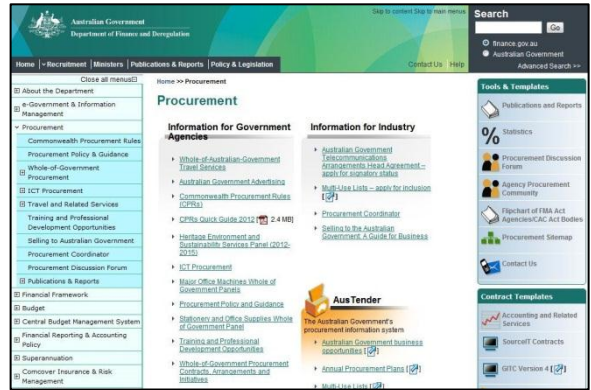 Australian Government
Department of Finance and Deregulation
Skip to content Skip to main menus
Search
Go
finance.gov.au
Australian Government
Advanced Search >>
Home
Recruitment
Ministers
Publications & Reports
Policy & Legislation
Contact Us
Help
Close all menus
About the Department
e-Government & Information
Management
Procurement
Commonwealth Procurement Rules
Procurement Policy & Guidance
Whole-of-Government
Procurement
ICT Procurement
Travel and Related Services
Training and Professional
Development Opportunities
Selling to Australian Government
Procurement Coordinator
Procurement Discussion Forum
Publications & Reports
Financial Framework
Budget
Central Budget Management System
Financial Reporting & Accounting
Policy
Superannuation
Comcover Insurance & Risk
Management
Home >> Procurement
Procurement
Information for Government
Agencies
Whole-of-Australian-Government
Travel Services
Australian Government Advertising
Commonwealth Procurement Rules
(CPRs)
CPRs Quick Guide 2012 [ 2.4 MB]
Heritage Environment and
Sustainability Services Panel (2012-
2015)
ICT Procurement
Major Office Machines Whole of
Government Panels
Procurement Policy and Guidance
Stationery and Office Supplies Whole
of Government Panel
Training and Professional
Development Opportunities
Whole-of-Government Procurement
Contracts, Arrangements and
Initiatives
Information for Industry
Australian Government
Telecommunications
Arrangements Head Agreement –
apply for signatory status
Multi-Use Lists – apply for inclusion
[ ]
Procurement Coordinator
Selling to the Australian
Government: A Guide for Business
AusTender
The Australian Government's
procurement information system
Australian Government business
opportunities [ ]
Annual Procurement Plans [ ]
Multi-Use Lists [ ]
Tools & Templates
Publications and Reports
% Statistics
Procurement Discussion
Forum
Agency Procurement
Community
Flipchart of FMA Act
Agencies/CAC Act Bodies
Procurement Sitemap
Contact Us
Contract Templates
Accounting and Related
Services
SourceIT Contracts
GITC Version 4 [ ]